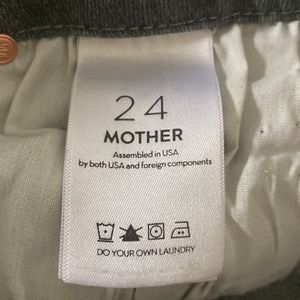 24
MOTHER
Assembled in USA
by both USA and foreign components
DO YOUR OWN LAUNDRY